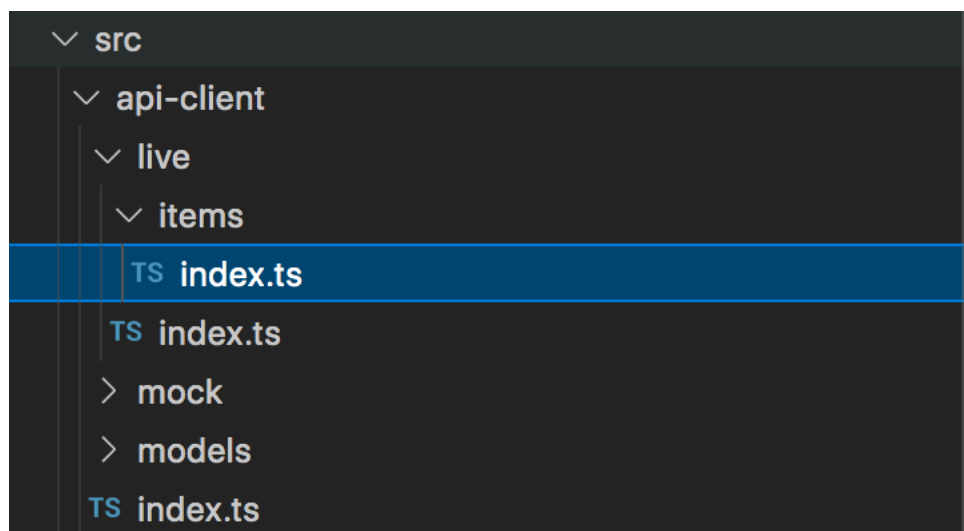 src
api-client
live
items
TS index.ts
TS index.ts
mock
models
TS index.ts